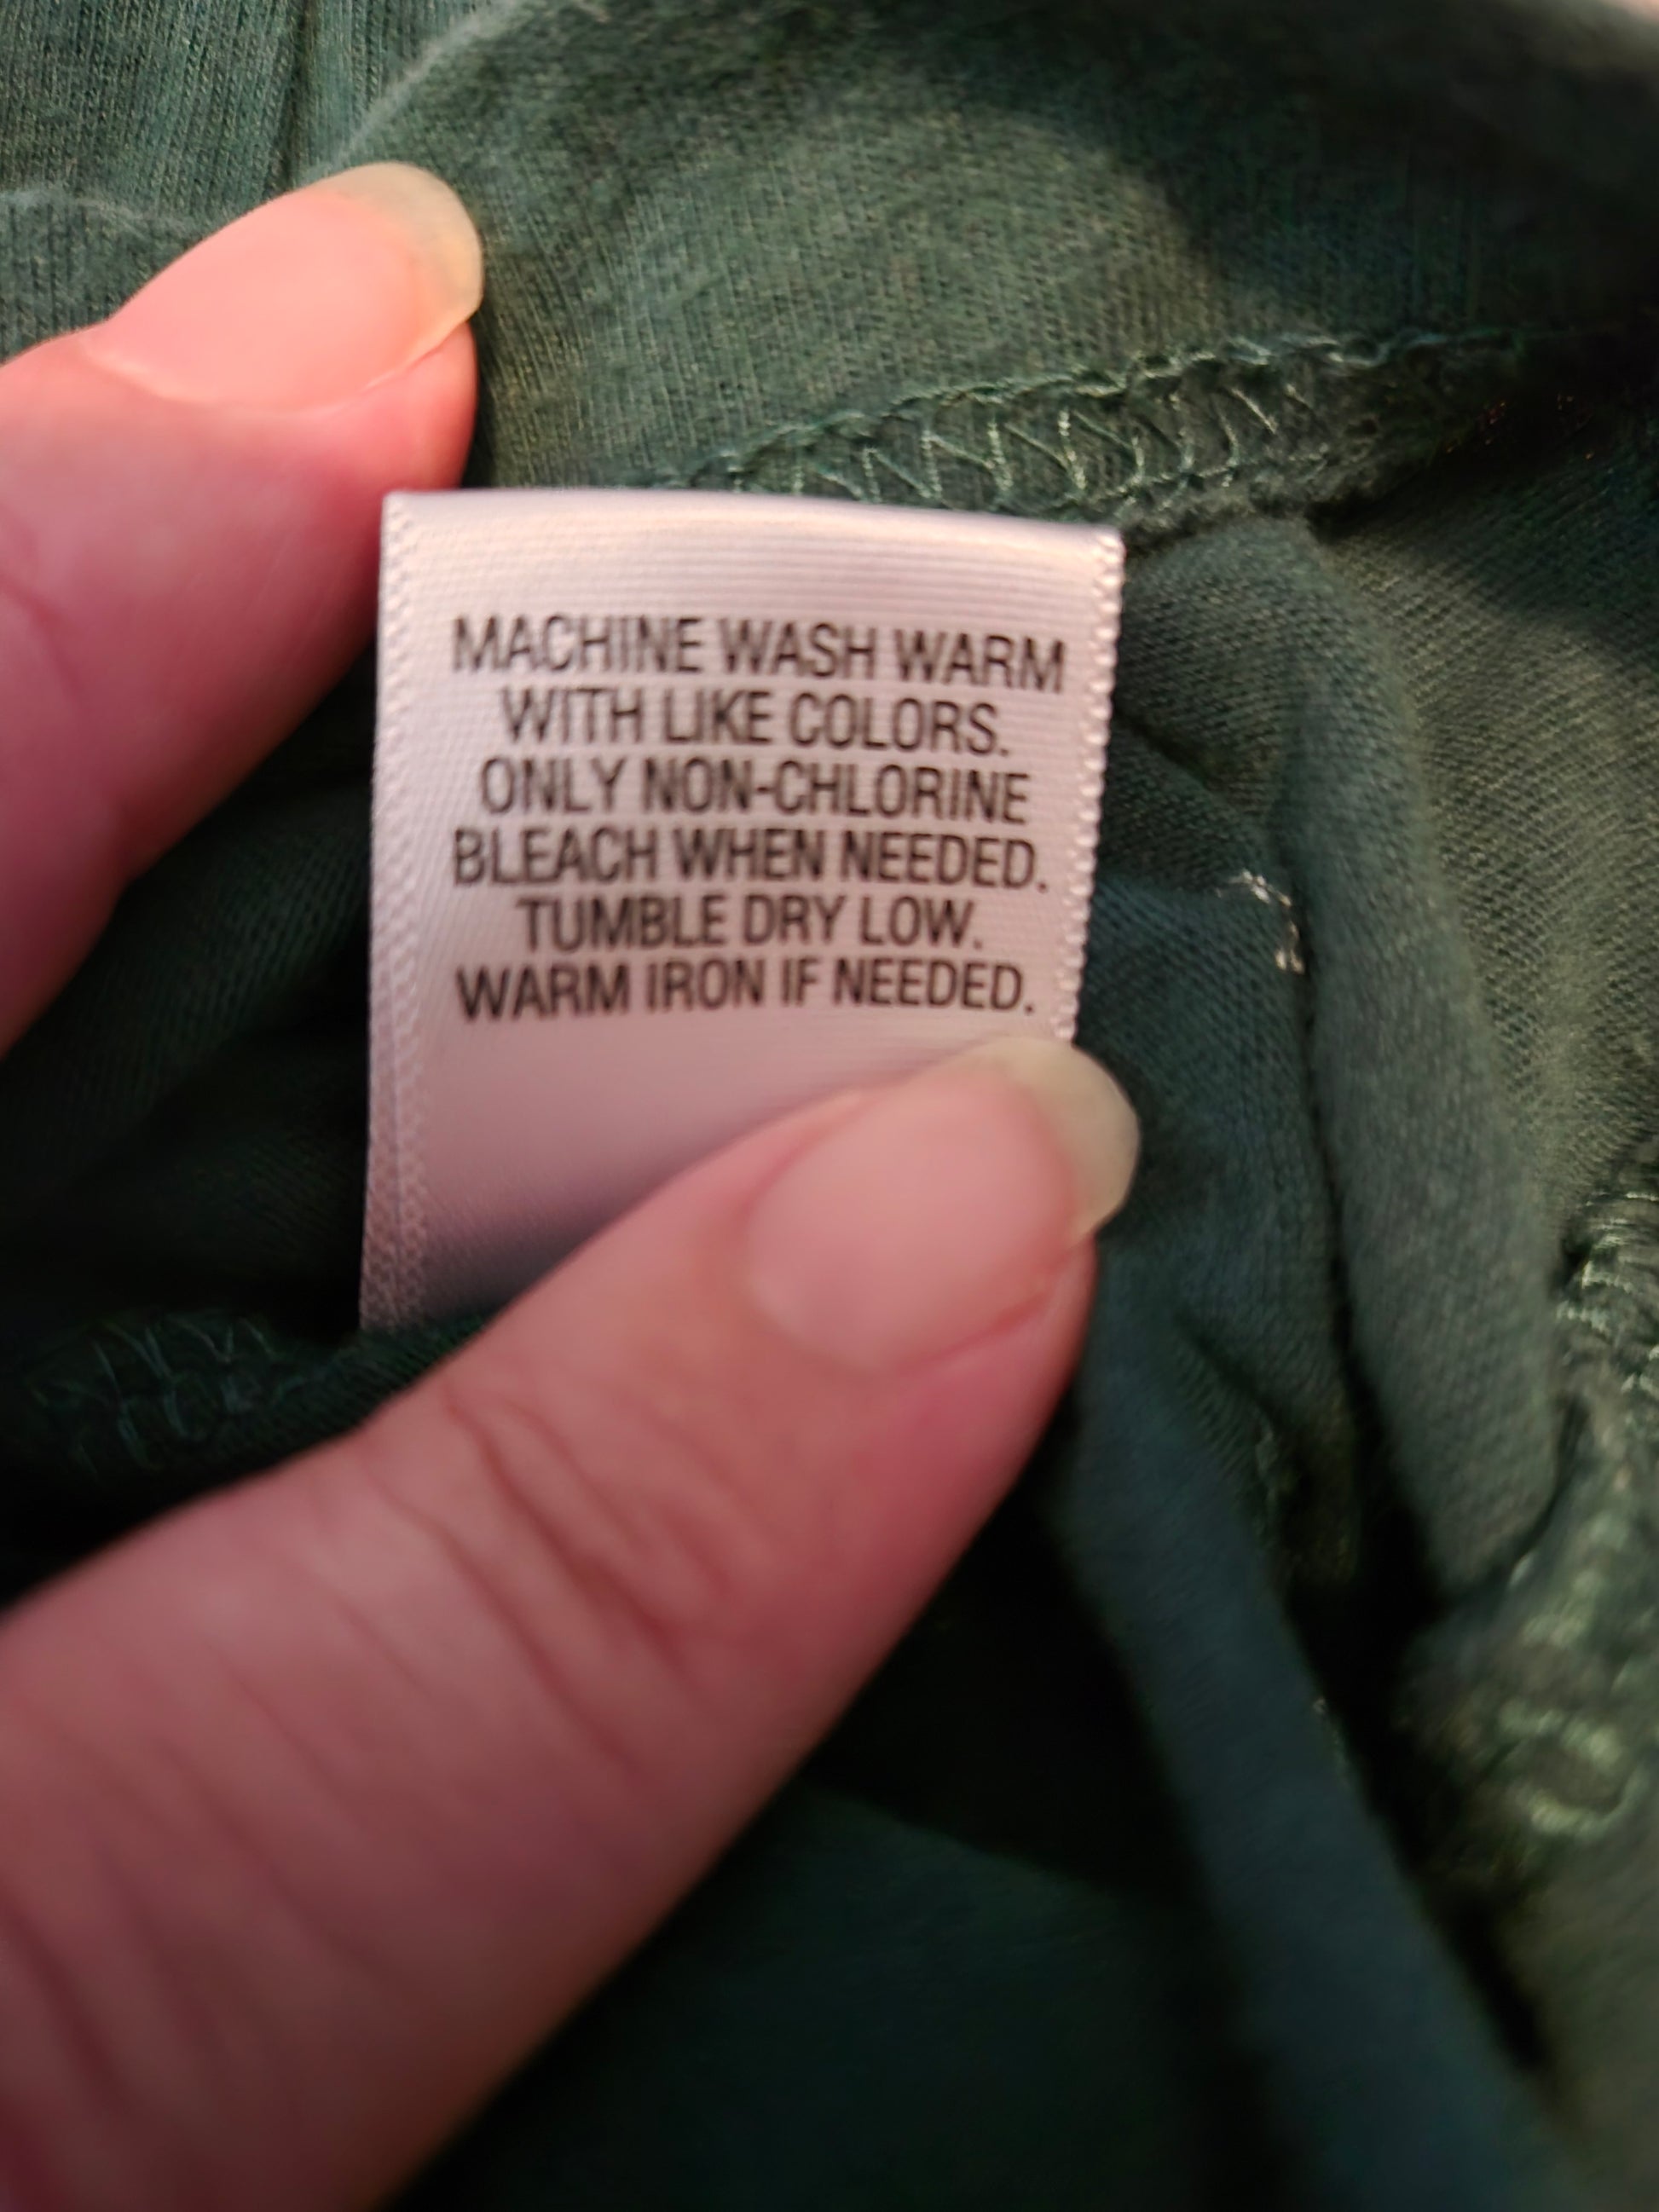 MACHINE WASH WARM
WITH LIKE COLORS.
ONLY NON-CHLORINE
BLEACH WHEN NEEDED.
TUMBLE DRY LOW.
WARM IRON IF NEEDED.